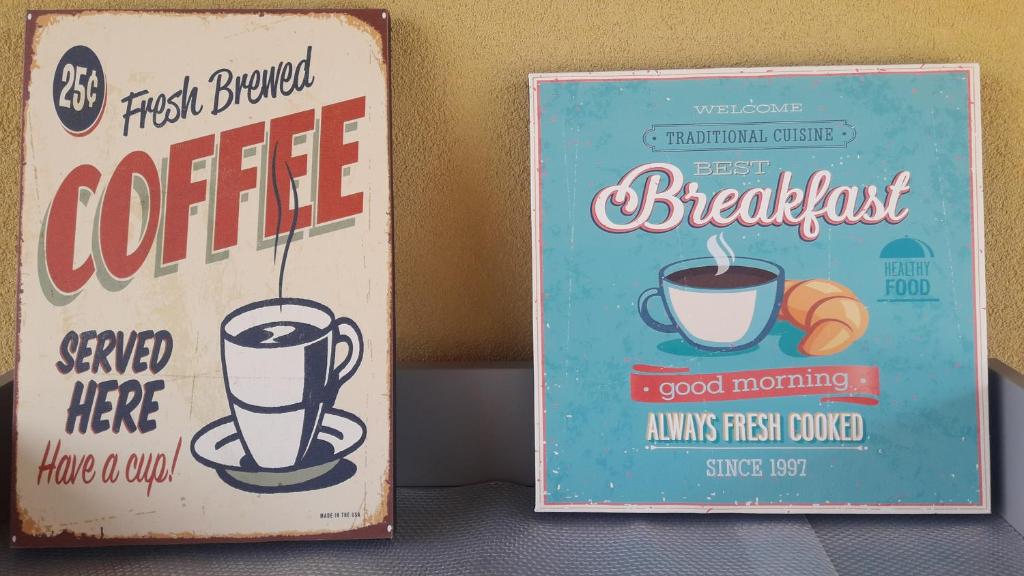 25¢
Fresh Brewed
COFFEE
SERVED
HERE
Have a cup!
MADE IN THE USA
WELCOME
TRADITIONAL CUISINE
BEST
Breakfast
HEALTHY
FOOD
· good morning ·
ALWAYS FRESH COOKED
SINCE 1997